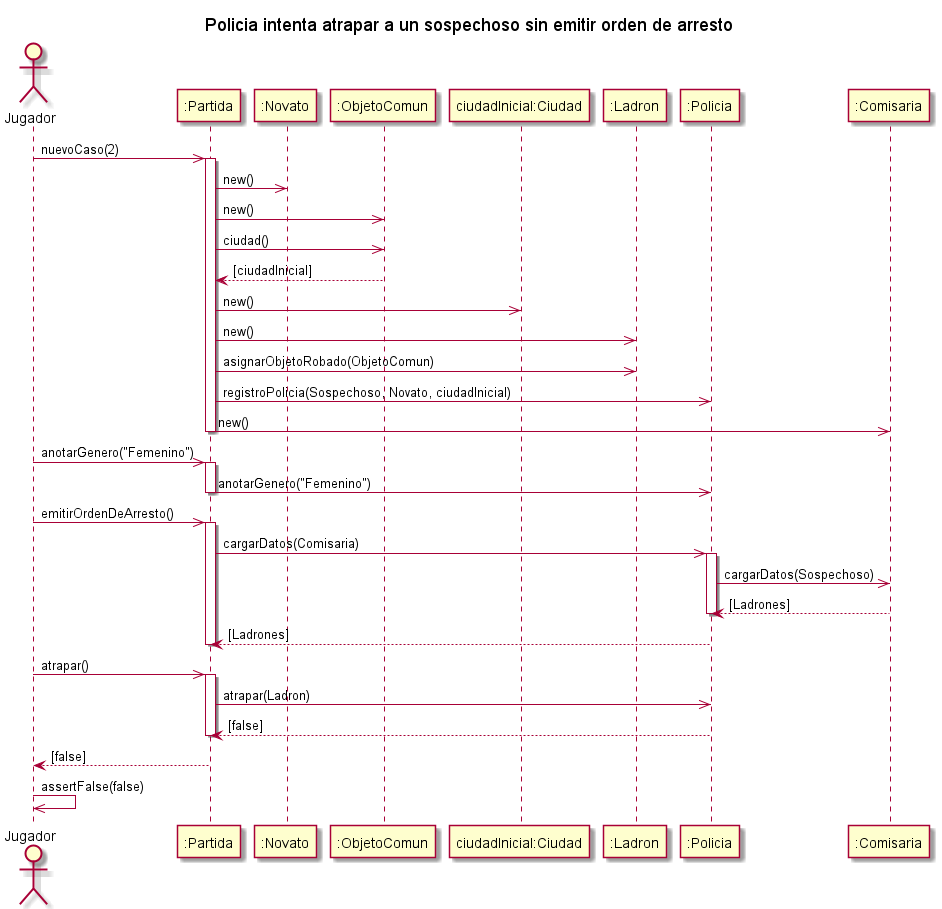 Policia intenta atrapar a un sospechoso sin emitir orden de arresto
Jugador
:Partida
:Novato
:ObjetoComun
ciudadInicial:Ciudad
:Ladron
:Policia
:Comisaria
nuevoCaso(2)
new()
new()
ciudad()
[ciudadInicial]
new()
new()
asignarObjetoRobado(ObjetoComun)
registroPolicia(Sospechoso, Novato, ciudadInicial)
new()
anotarGenero("Femenino")
anotarGenero("Femenino")
emitirOrdenDeArresto()
cargarDatos(Comisaria)
cargarDatos(Sospechoso)
[Ladrones]
[Ladrones]
atrapar()
atrapar(Ladron)
[false]
[false]
assertFalse(false)
Jugador
:Partida
:Novato
:ObjetoComun
ciudadInicial:Ciudad
:Ladron
:Policia
:Comisaria